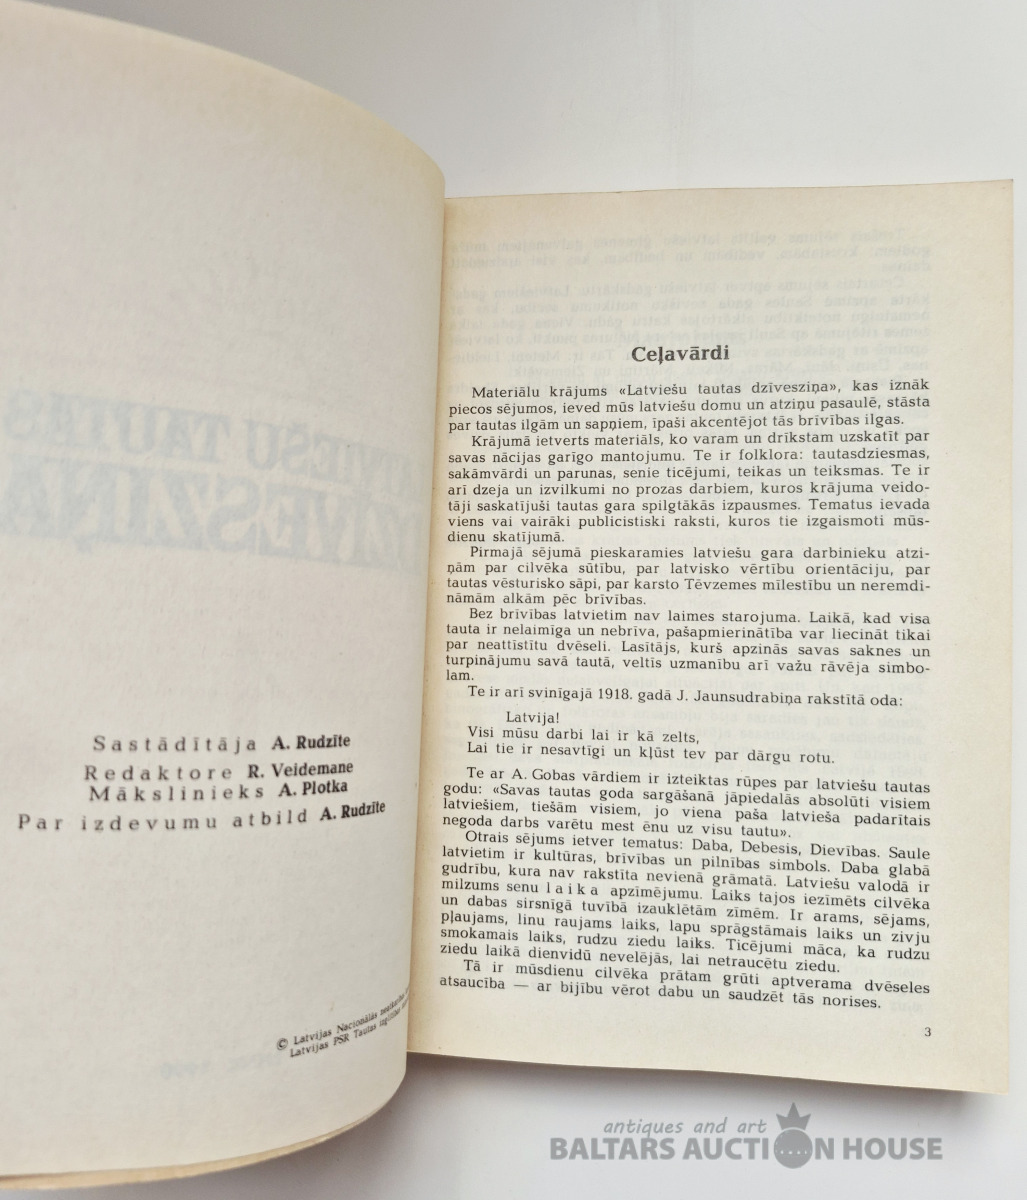 Sastādītāja A. Rudzīte
Redaktore R. Veidemane
Mākslinieks A. Plotka
Par izdevumu atbild A. Rudzīte
© Latvijas Nacionālās
Latvijas PSR Tautas
Ceļavārdi
Materiālu krājums «Latviešu tautas dzīvesziņa», kas iznāk
piecos sējumos, ieved mūs latviešu domu un atziņu pasaulē, stāsta
par tautas ilgām un sapņiem, īpaši akcentējot tās brīvības ilgas.
Krājumā ietverts materiāls, ko varam un drīkstam uzskatīt par
savas nācijas garīgo mantojumu. Te ir folklora: tautasdziesmas,
sakāmvārdi un parunas, senie ticējumi, teikas un teiksmas. Te ir
arī dzeja un izvilkumi no prozas darbiem, kuros krājuma veido-
tāji saskatījuši tautas gara spilgtākās izpausmes. Tematus ievada
viens vai vairāki publicistiski raksti, kuros tie izgaismoti mūs-
dienu skatījumā.
Pirmajā sējumā pieskaramies latviešu gara darbinieku atzi-
ņām par cilvēka sūtību, par latvisko vērtību orientāciju, par
tautas vēsturisko sāpi, par karsto Tēvzemes mīlestību un neremdi-
nāmām alkām pēc brīvības.
Bez brīvības latvietim nav laimes starojuma. Laikā, kad visa
tauta ir nelaimīga un nebrīva, pašapmierinātība var liecināt tikai
par neattīstītu dvēseli. Lasītājs, kurš apzinās savas saknes un
turpinājumu savā tautā, veltīs uzmanību arī važu rāvēja simbo-
lam.
Te ir arī svinīgajā 1918. gadā J. Jaunsudrabiņa rakstītā oda:
Latvija!
Visi mūsu darbi lai ir kā zelts,
Lai tie ir nesavtīgi un kļūst tev par dārgu rotu.
Te ar A. Gobas vārdiem ir izteiktas rūpes par latviešu tautas
godu: «Savas tautas goda sargāšanā jāpiedalās absolūti visiem
latviešiem, tiešām visiem, jo viena paša latvieša padarītais
negoda darbs varētu mest ēnu uz visu tautu».
Otrais sējums ietver tematus: Daba, Debesis, Dievības. Saule
latvietim ir kultūras, brīvības un pilnības simbols. Daba glabā
gudrību, kura nav rakstīta nevienā grāmatā. Latviešu valodā ir
milzums senu laika apzīmējumu. Laiks tajos iezīmēts cilvēka
un dabas sirsnīgā tuvībā izauklētām zīmēm. Ir arams, sējams,
pļaujams, linu raujams laiks, lapu sprāgstāmais laiks un zivju
smokamais laiks, rudzu ziedu laiks. Ticējumi māca, ka rudzu
ziedu laikā dienvidū nevelējās, lai netraucētu ziedu.
Tā ir mūsdienu cilvēka prātam grūti aptverama dvēseles
atsaucība — ar bijību vērot dabu un saudzēt tās norises.
3
antiques and art
BALTARS AUCTION HOUSE